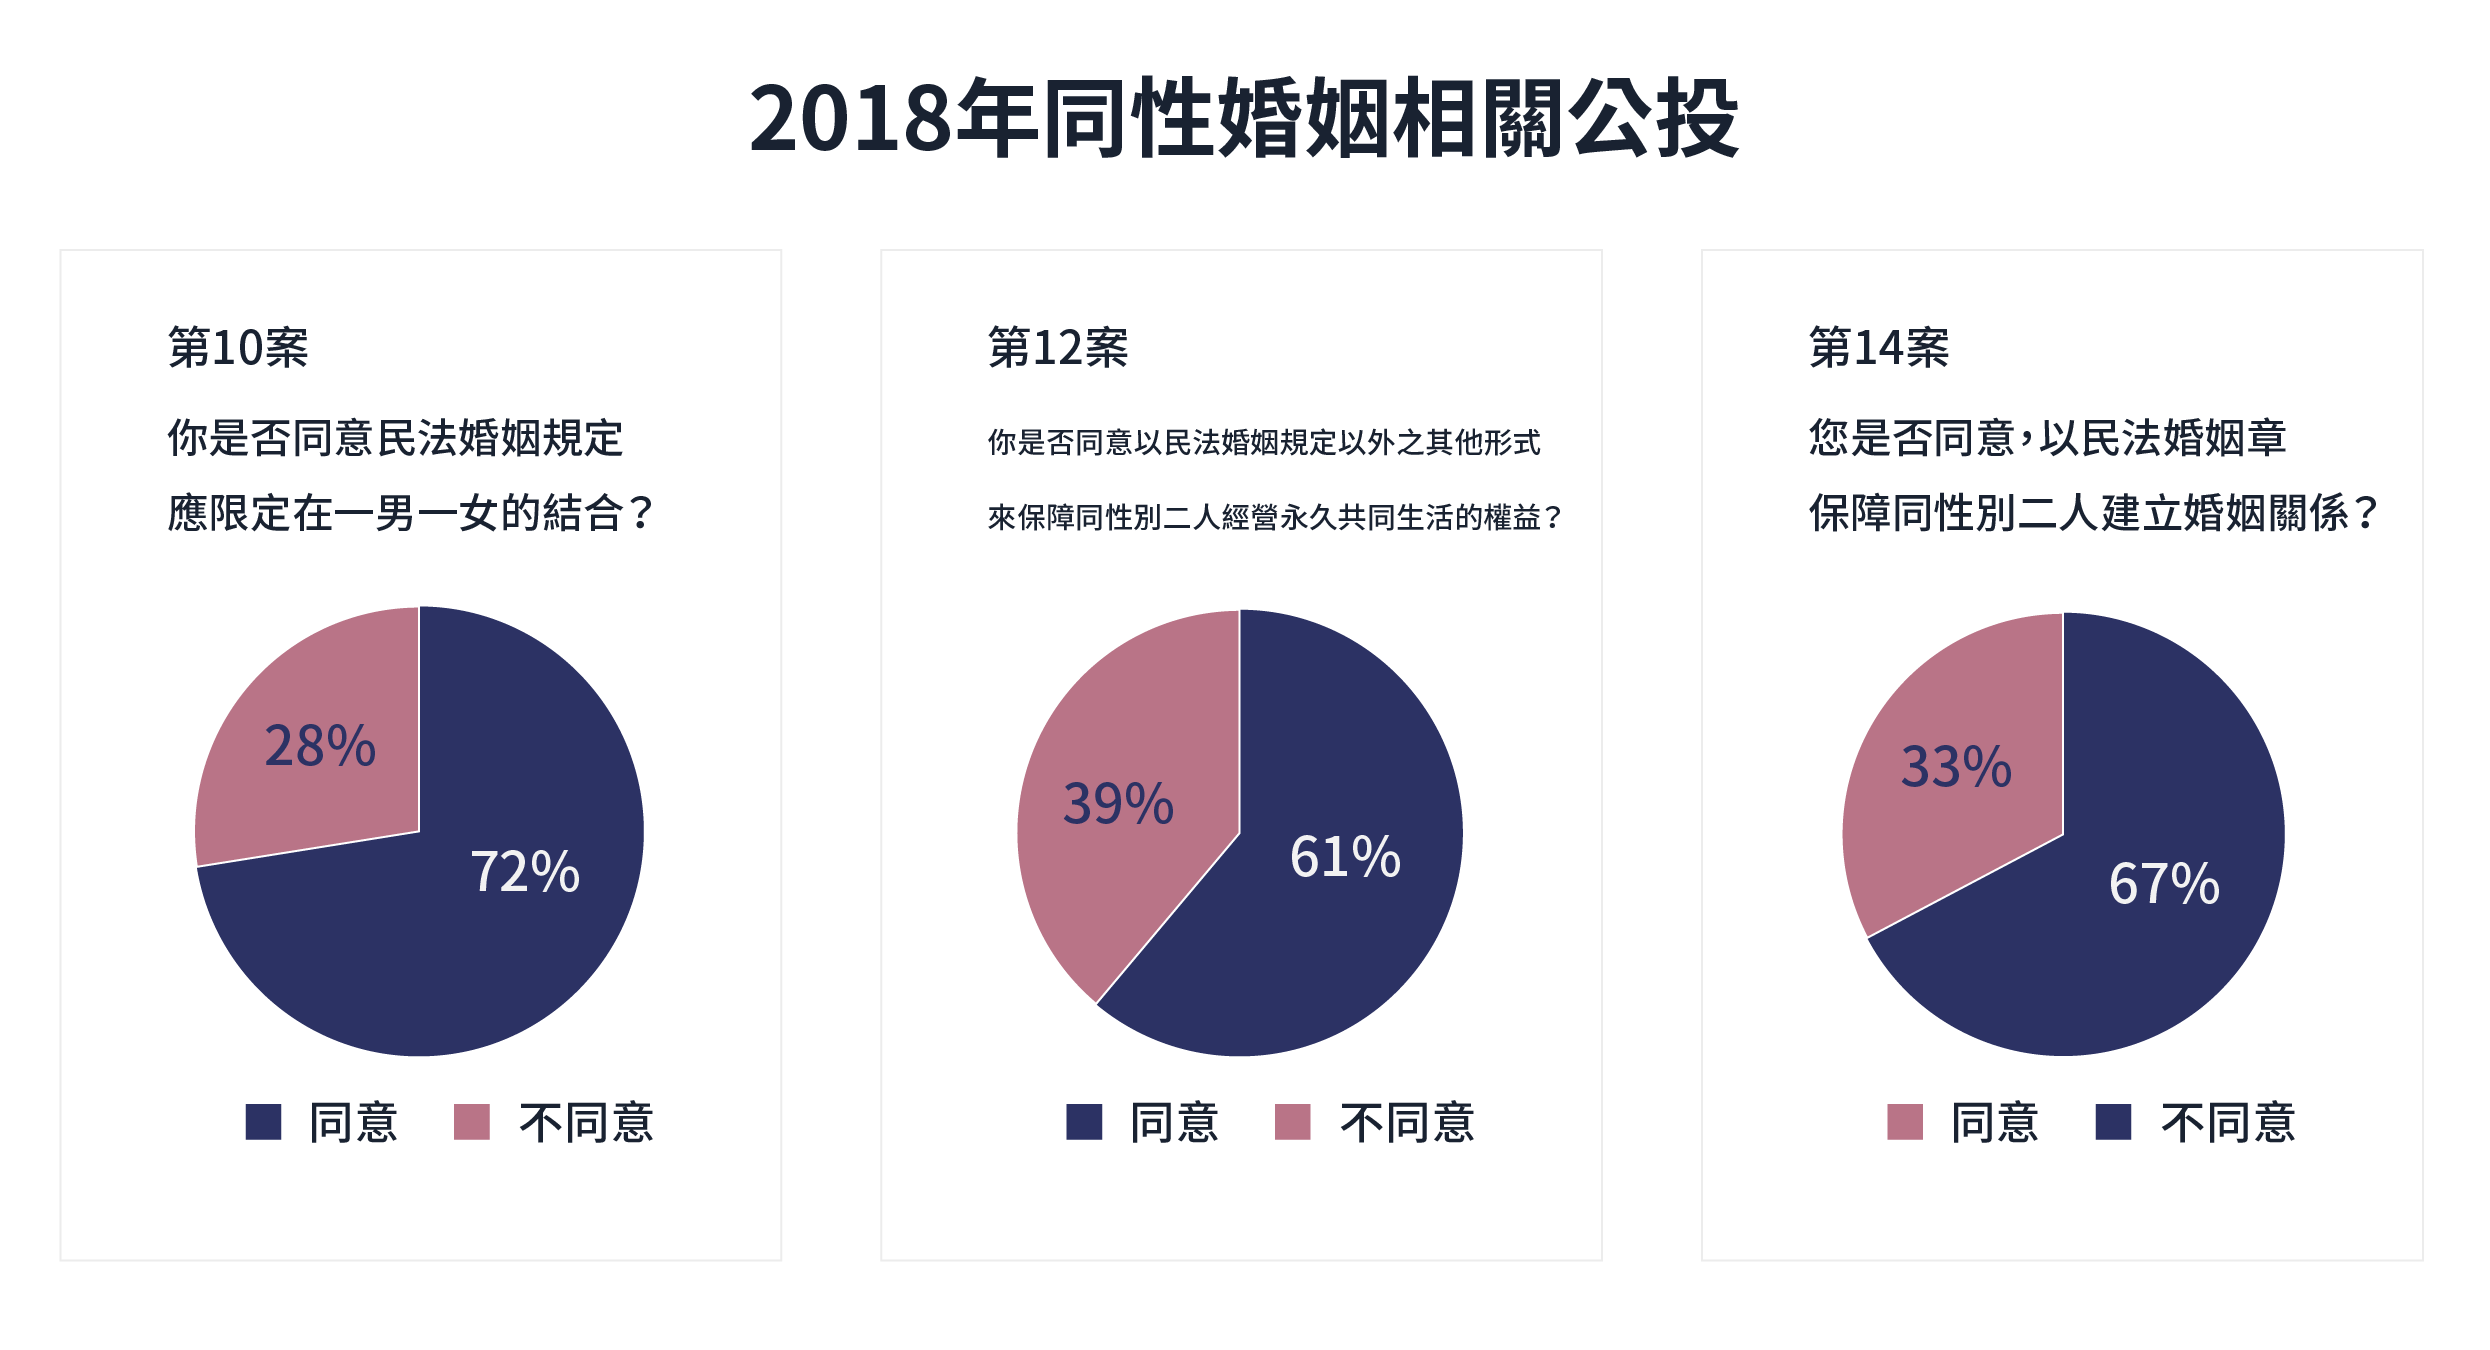 2018年同性婚姻相關公投
第10案
你是否同意民法婚姻規定
應限定在一男一女的結合？
28%
72%
同意 不同意
第12案
你是否同意以民法婚姻規定以外之其他形式
來保障同性別二人經營永久共同生活的權益？
39%
61%
同意 不同意
第14案
您是否同意，以民法婚姻章
保障同性別二人建立婚姻關係？
33%
67%
同意 不同意